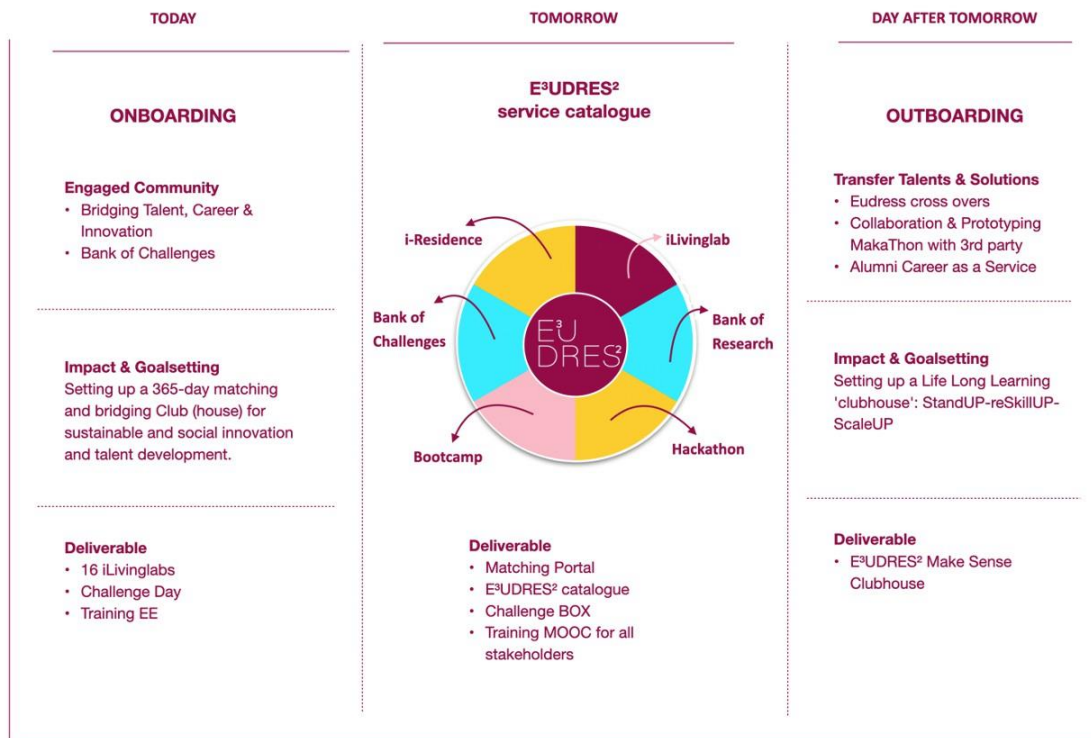 TODAY
TOMORROW
DAY AFTER TOMORROW
ONBOARDING
Engaged Community
• Bridging Talent, Career &
Innovation
• Bank of Challenges
Impact & Goalsetting
Setting up a 365-day matching
and bridging Club (house) for
sustainable and social innovation
and talent development.
Deliverable
• 16 iLivinglabs
• Challenge Day
• Training EE
E³UDRES²
service catalogue
i-Residence
iLivinglab
Bank of
Challenges
E³U
DRES²
Bank of
Research
Bootcamp
Hackathon
Deliverable
• Matching Portal
• E³UDRES² catalogue
• Challenge BOX
• Training MOOC for all
stakeholders
OUTBOARDING
Transfer Talents & Solutions
• Eudress cross overs
• Collaboration & Prototyping
MakaThon with 3rd party
• Alumni Career as a Service
Impact & Goalsetting
Setting up a Life Long Learning
'clubhouse': StandUP-reSkillUP-
ScaleUP
Deliverable
• E³UDRES² Make Sense
Clubhouse